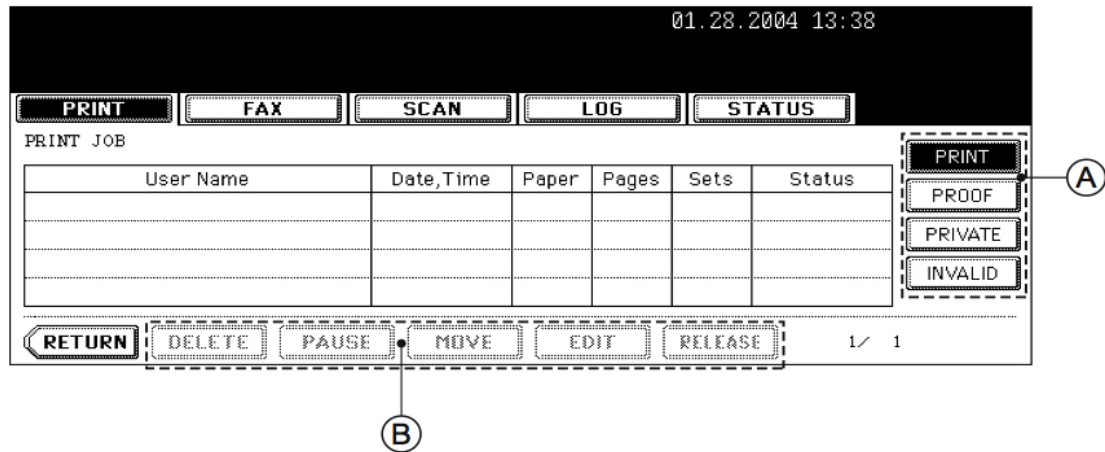 01.28.2004 13:38
PRINT FAX SCAN LOG STATUS
PRINT JOB
User Name Date,Time Paper Pages Sets Status
PRINT
PROOF
PRIVATE
INVALID
A
RETURN DELETE PAUSE MOVE EDIT RELEASE 1/ 1
B